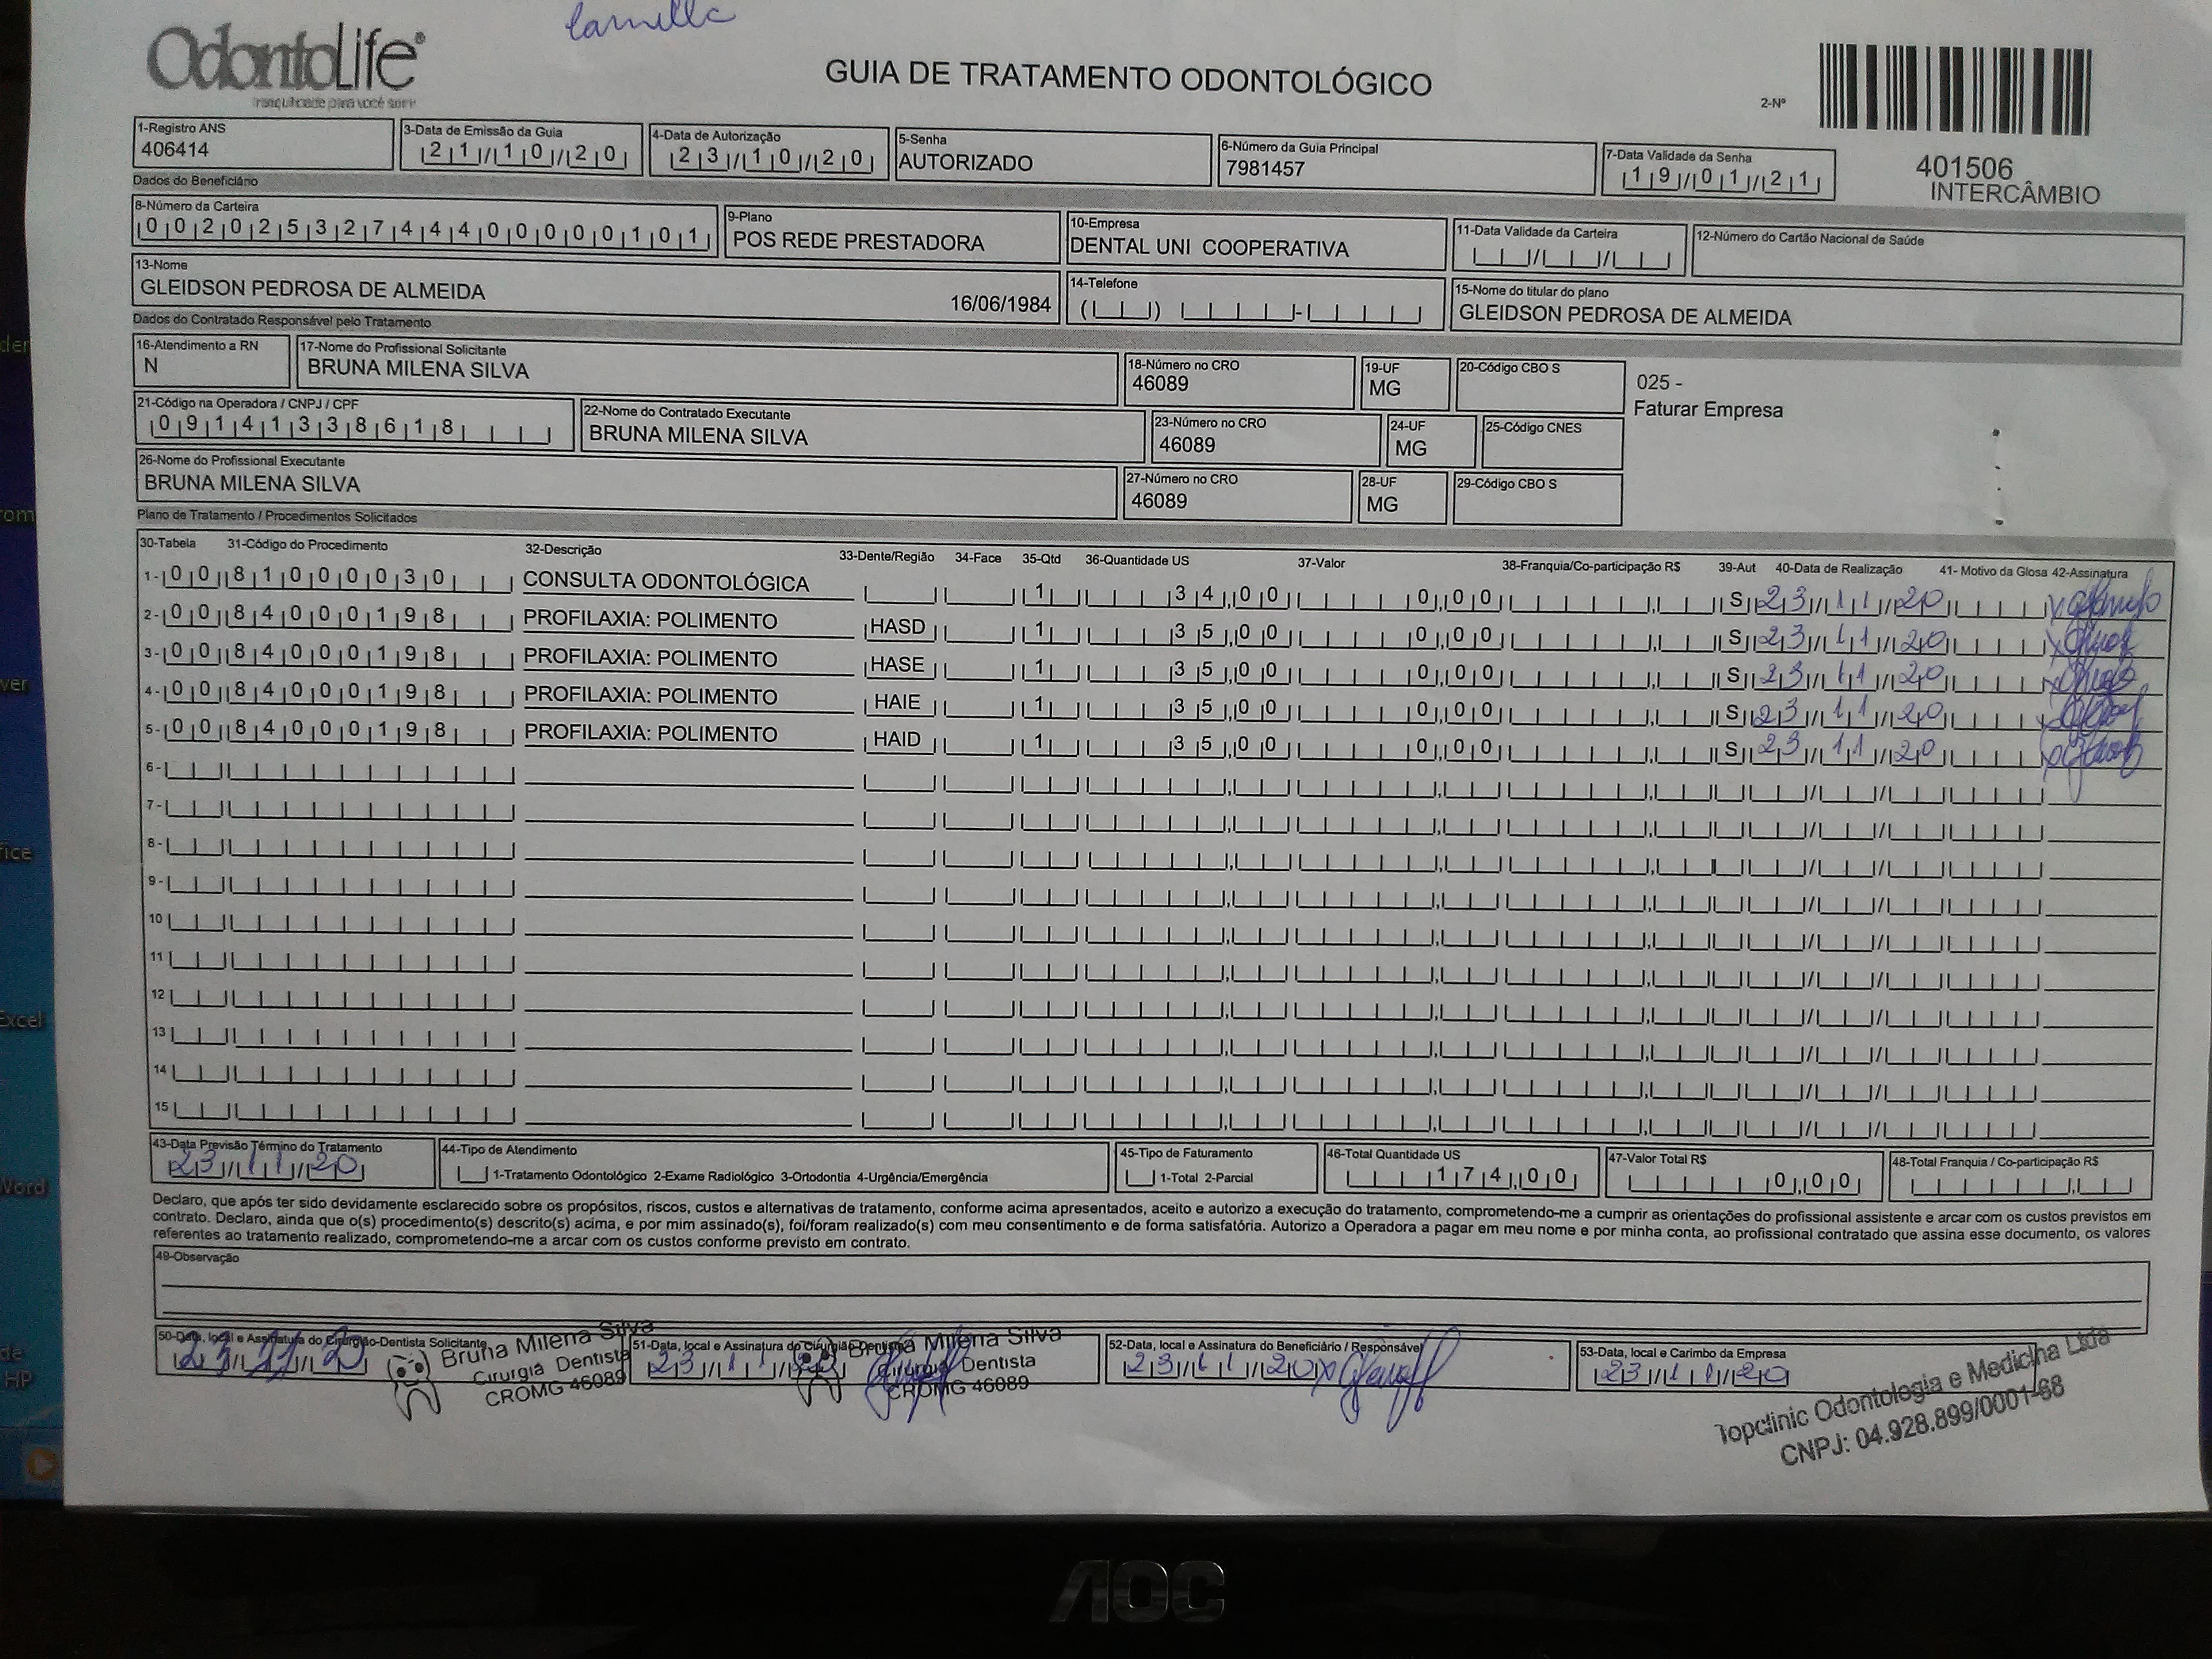 Camilla
OdontoLife®
Tranquilidade para você sorrir
GUIA DE TRATAMENTO ODONTOLÓGICO
2-Nº
401506
INTERCÂMBIO
1-Registro ANS
406414
3-Data de Emissão da Guia
21/10/20
4-Data de Autorização
23/10/20
5-Senha
AUTORIZADO
6-Número da Guia Principal
7981457
7-Data Validade da Senha
19/01/21
Dados do Beneficiário
8-Número da Carteira
00202532744400000101
9-Plano
POS REDE PRESTADORA
10-Empresa
DENTAL UNI COOPERATIVA
11-Data Validade da Carteira
12-Número do Cartão Nacional de Saúde
13-Nome
GLEIDSON PEDROSA DE ALMEIDA 16/06/1984
14-Telefone
15-Nome do titular do plano
GLEIDSON PEDROSA DE ALMEIDA
Dados do Contratado Responsável pelo Tratamento
16-Atendimento a RN
N
17-Nome do Profissional Solicitante
BRUNA MILENA SILVA
18-Número no CRO
46089
19-UF
MG
20-Código CBO S
025 -
Faturar Empresa
21-Código na Operadora / CNPJ / CPF
09141338618
22-Nome do Contratado Executante
BRUNA MILENA SILVA
23-Número no CRO
46089
24-UF
MG
25-Código CNES
26-Nome do Profissional Executante
BRUNA MILENA SILVA
27-Número no CRO
46089
28-UF
MG
29-Código CBO S
Plano de Tratamento / Procedimentos Solicitados
30-Tabela 31-Código do Procedimento 32-Descrição 33-Dente/Região 34-Face 35-Qtd 36-Quantidade US 37-Valor 38-Franquia/Co-participação R$ 39-Aut 40-Data de Realização 41- Motivo da Glosa 42-Assinatura
1- 00 81000030 CONSULTA ODONTOLÓGICA 1 34,00 0,00 S 23/11/20
2- 00 84000198 PROFILAXIA: POLIMENTO HASD 1 35,00 0,00 S 23/11/20
3- 00 84000198 PROFILAXIA: POLIMENTO HASE 1 35,00 0,00 S 23/11/20
4- 00 84000198 PROFILAXIA: POLIMENTO HAIE 1 35,00 0,00 S 23/11/20
5- 00 84000198 PROFILAXIA: POLIMENTO HAID 1 35,00 0,00 S 23/11/20
6-
7-
8-
9-
10
11
12
13
14
15
43-Data Previsão Término do Tratamento
23/11/20
44-Tipo de Atendimento
1-Tratamento Odontológico 2-Exame Radiológico 3-Ortodontia 4-Urgência/Emergência
45-Tipo de Faturamento
1-Total 2-Parcial
46-Total Quantidade US
174,00
47-Valor Total R$
0,00
48-Total Franquia / Co-participação R$
Declaro, que após ter sido devidamente esclarecido sobre os propósitos, riscos, custos e alternativas de tratamento, conforme acima apresentados, aceito e autorizo a execução do tratamento, comprometendo-me a cumprir as orientações do profissional assistente e arcar com os custos previstos em
contrato. Declaro, ainda que o(s) procedimento(s) descrito(s) acima, e por mim assinado(s), foi/foram realizado(s) com meu consentimento e de forma satisfatória. Autorizo a Operadora a pagar em meu nome e por minha conta, ao profissional contratado que assina esse documento, os valores
referentes ao tratamento realizado, comprometendo-me a arcar com os custos conforme previsto em contrato.
49-Observação
50-Data, local e Assinatura do Cirurgião-Dentista Solicitante
23/11/20
Bruna Milena Silva
Cirurgiã Dentista
CROMG 46089
51-Data, local e Assinatura do Cirurgião-Dentista
23/11/20
Bruna Milena Silva
Cirurgiã Dentista
CROMG 46089
52-Data, local e Assinatura do Beneficiário / Responsável
23/11/20
53-Data, local e Carimbo da Empresa
23/11/20
Topclinic Odontologia e Medicina Ltda
CNPJ: 04.928.899/0001-68
AOC
Excel
Word
HP